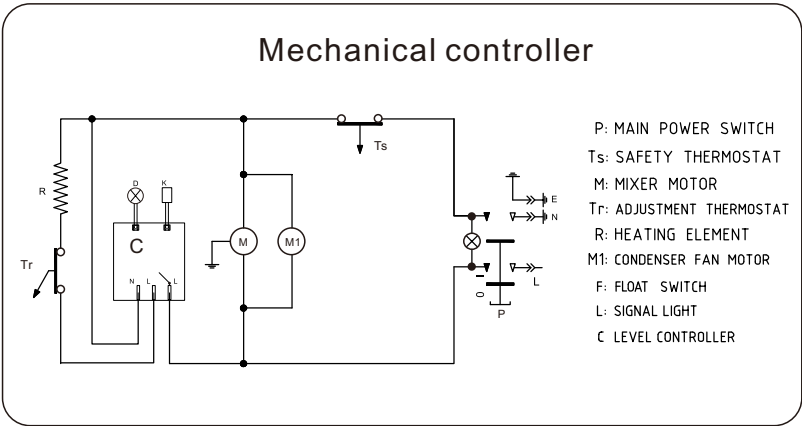 Mechanical controller
P: MAIN POWER SWITCH
Ts: SAFETY THERMOSTAT
M: MIXER MOTOR
Tr: ADJUSTMENT THERMOSTAT
R: HEATING ELEMENT
M1: CONDENSER FAN MOTOR
F: FLOAT SWITCH
L: SIGNAL LIGHT
C LEVEL CONTROLLER
Ts
R
D
K
C
N L L
Tr
M
M1
E
N
L
I
O
P